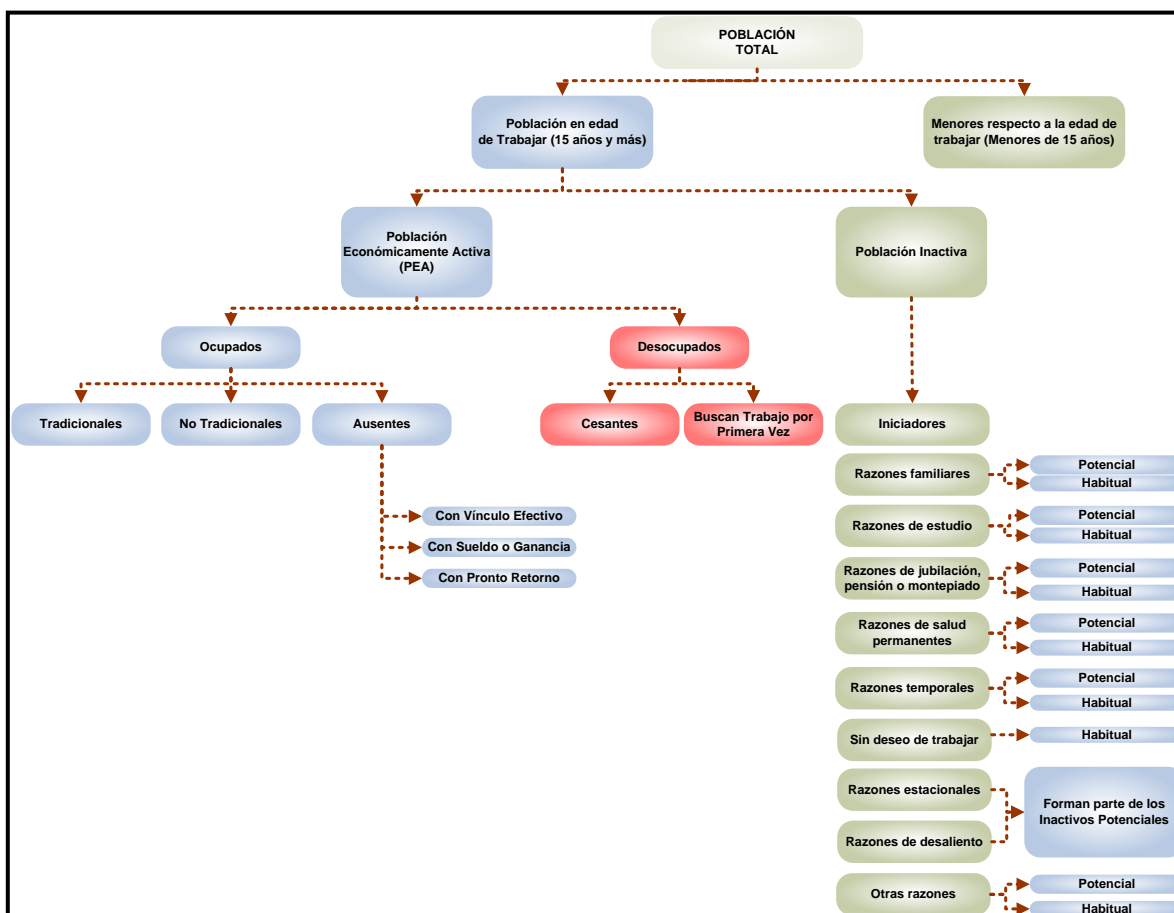 POBLACIÓN
TOTAL
Población en edad
de Trabajar (15 años y más)
Menores respecto a la edad de
trabajar (Menores de 15 años)
Población
Económicamente Activa
(PEA)
Población Inactiva
Ocupados
Desocupados
Tradicionales
No Tradicionales
Ausentes
Cesantes
Buscan Trabajo por
Primera Vez
Iniciadores
Con Vínculo Efectivo
Con Sueldo o Ganancia
Con Pronto Retorno
Razones familiares
Potencial
Habitual
Razones de estudio
Potencial
Habitual
Razones de jubilación,
pensión o montepiado
Potencial
Habitual
Razones de salud
permanentes
Potencial
Habitual
Razones temporales
Potencial
Habitual
Sin deseo de trabajar
Habitual
Razones estacionales
Razones de desaliento
Forman parte de los
Inactivos Potenciales
Otras razones
Potencial
Habitual